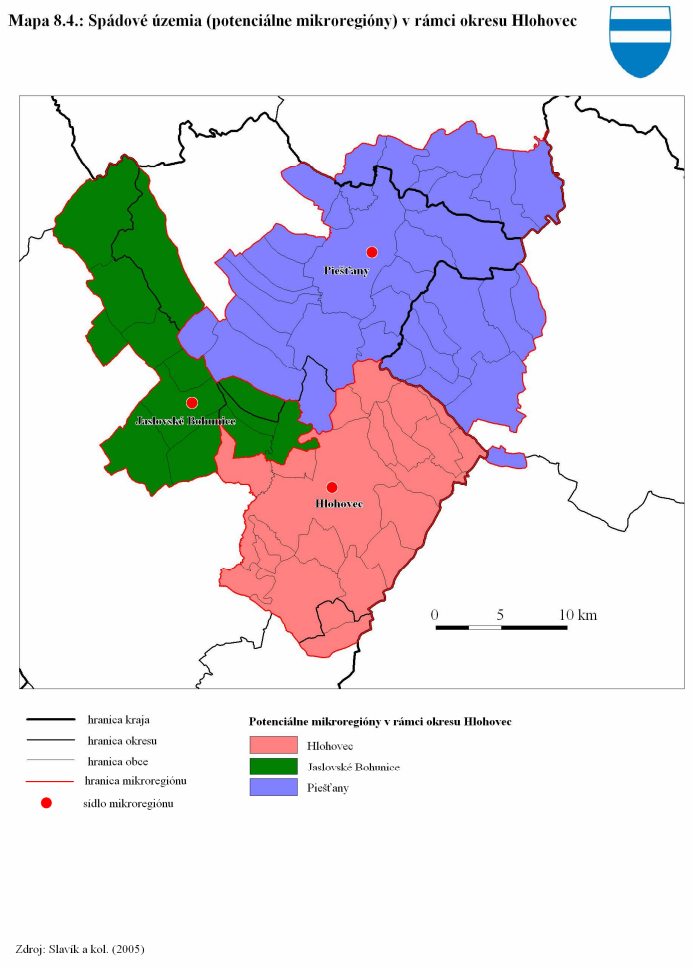 Mapa 8.4.: Spádové územia (potenciálne mikroregióny) v rámci okresu Hlohovec
Piešťany
Jaslovské Bohunice
Hlohovec
0 5 10 km
hranica kraja
hranica okresu
hranica obce
hranica mikroregiónu
sídlo mikroregiónu
Potenciálne mikroregióny v rámci okresu Hlohovec
Hlohovec
Jaslovské Bohunice
Piešťany
Zdroj: Slavík a kol. (2005)